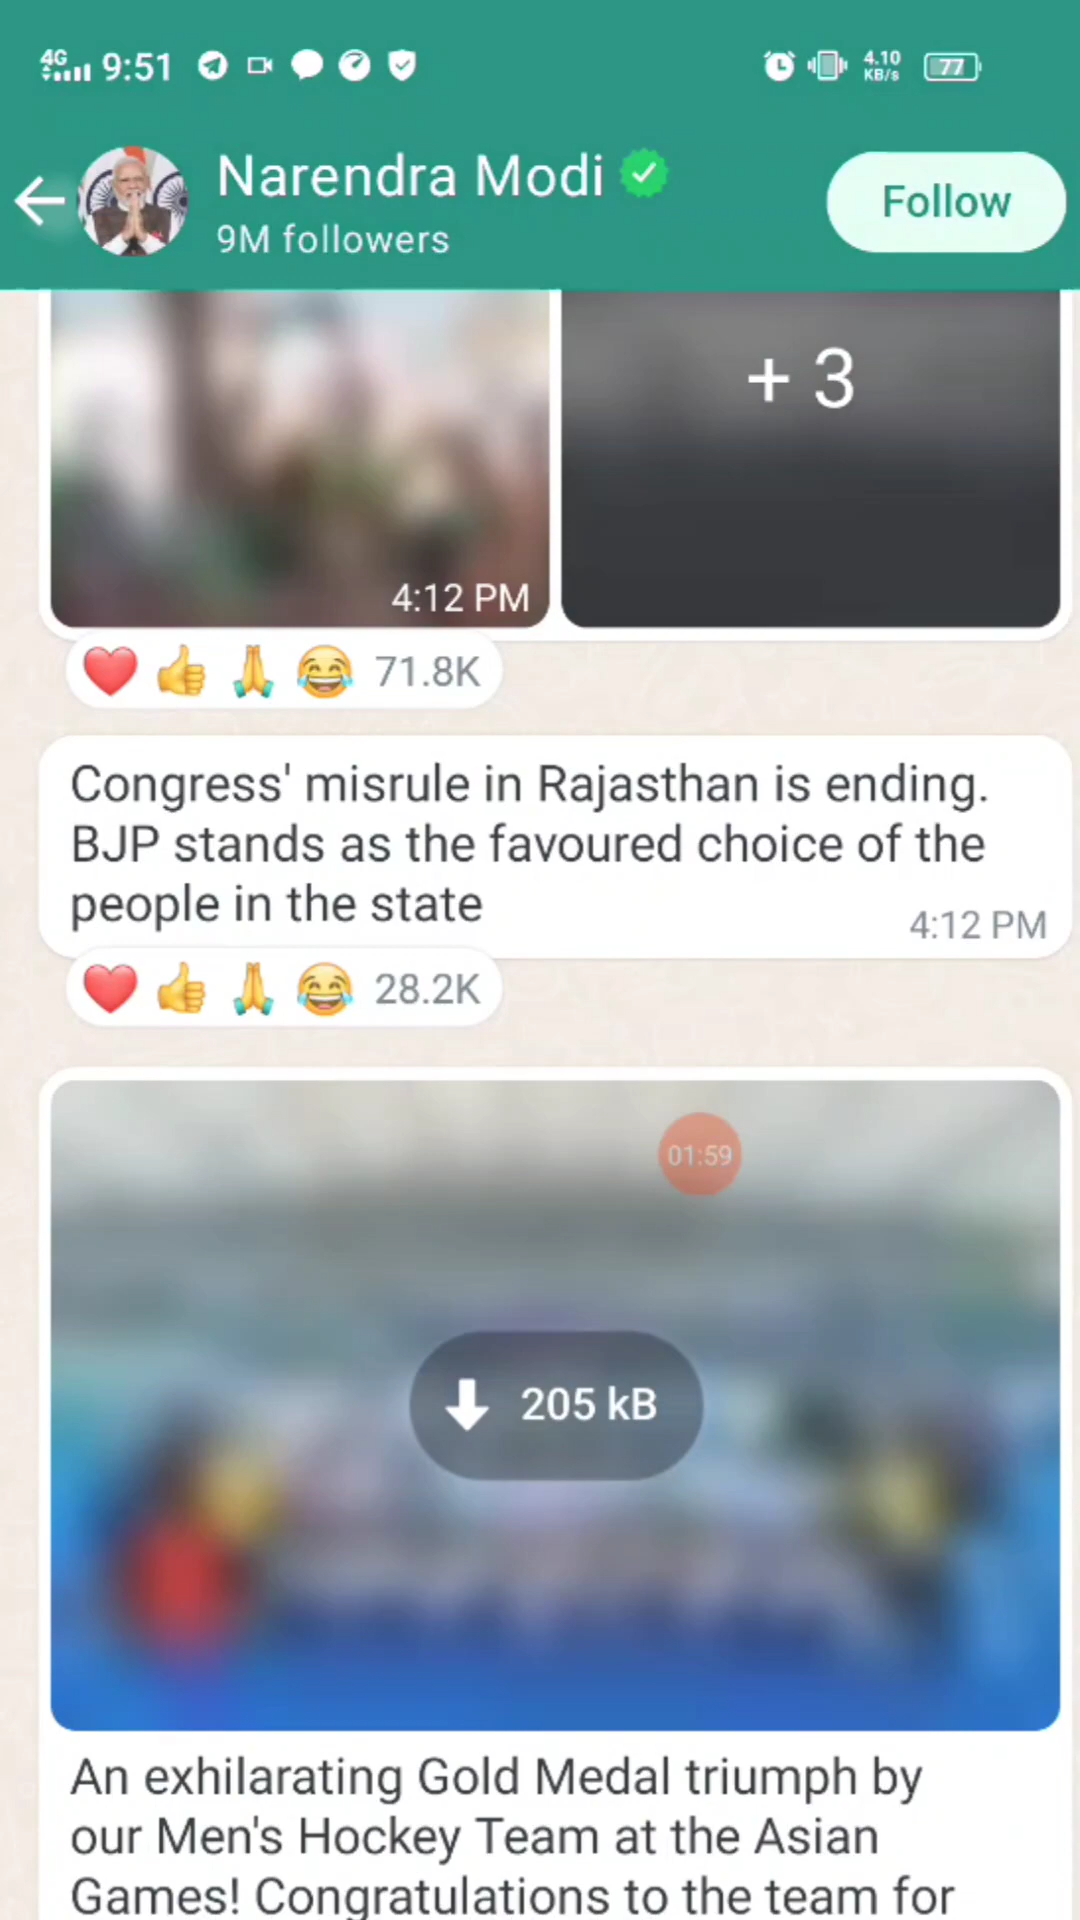 4G 9:51 4.10 KB/s 77
Narendra Modi
9M followers
Follow
+ 3
4:12 PM
71.8K
Congress' misrule in Rajasthan is ending.
BJP stands as the favoured choice of the
people in the state
4:12 PM
28.2K
01:59
205 kB
An exhilarating Gold Medal triumph by
our Men's Hockey Team at the Asian
Games! Congratulations to the team for